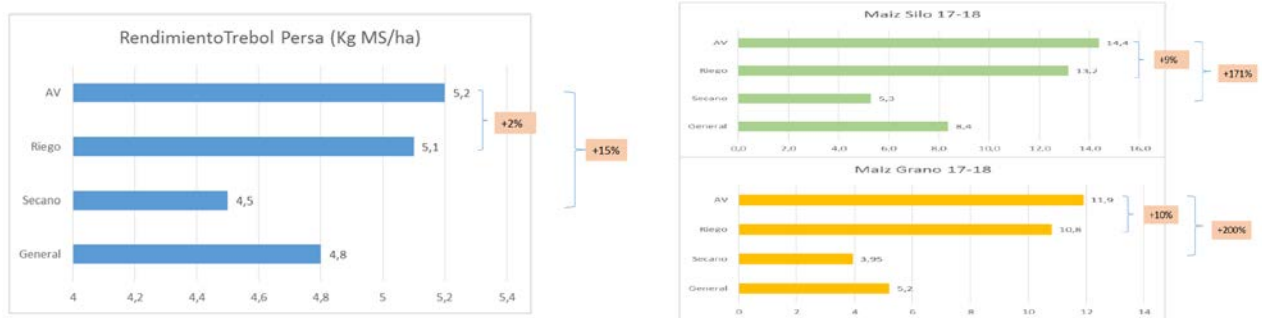 RendimientoTrebol Persa (Kg MS/ha)
AV
5,2
+2%
Riego
5,1
+15%
Secano
4,5
General
4,8
4 4,2 4,4 4,6 4,8 5 5,2 5,4
Maiz Silo 17-18
AV
14,4
+9%
Riego
13,2
+171%
Secano
5,3
General
8,4
0,0 2,0 4,0 6,0 8,0 10,0 12,0 14,0 16,0
Maiz Grano 17-18
AV
11,9
+10%
Riego
10,8
+200%
Secano
3,95
General
5,2
0 2 4 6 8 10 12 14